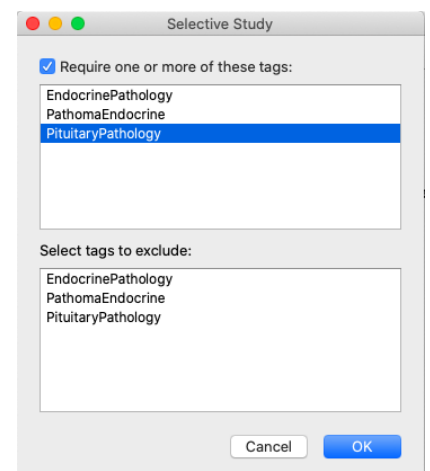 Selective Study
Require one or more of these tags:
EndocrinePathology
PathomaEndocrine
PituitaryPathology
Select tags to exclude:
EndocrinePathology
PathomaEndocrine
PituitaryPathology
Cancel OK